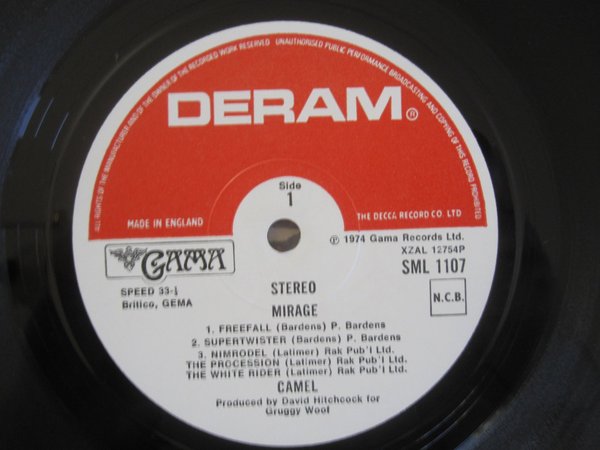 ALL RIGHTS OF THE MANUFACTURER AND OF THE OWNER OF THE RECORDED WORK RESERVED UNAUTHORISED PUBLIC PERFORMANCE BROADCASTING AND COPYING OF THIS RECORD PROHIBITED
DERAM®
Side
1
MADE IN ENGLAND
THE DECCA RECORD CO. LTD
℗ 1974 Gama Records Ltd.
XZAL 12754P
GAMA
SML 1107
STEREO
SPEED 33-⅓
Britico, GEMA
N.C.B.
MIRAGE
1. FREEFALL (Bardens) P. Bardens
2. SUPERTWISTER (Bardens) P. Bardens
3. NIMRODEL (Latimer) Rak Pub'l Ltd.
THE PROCESSION (Latimer) Rak Pub'l Ltd.
THE WHITE RIDER (Latimer) Rak Pub'l Ltd.
CAMEL
Produced by David Hitchcock for
Gruggy Woof